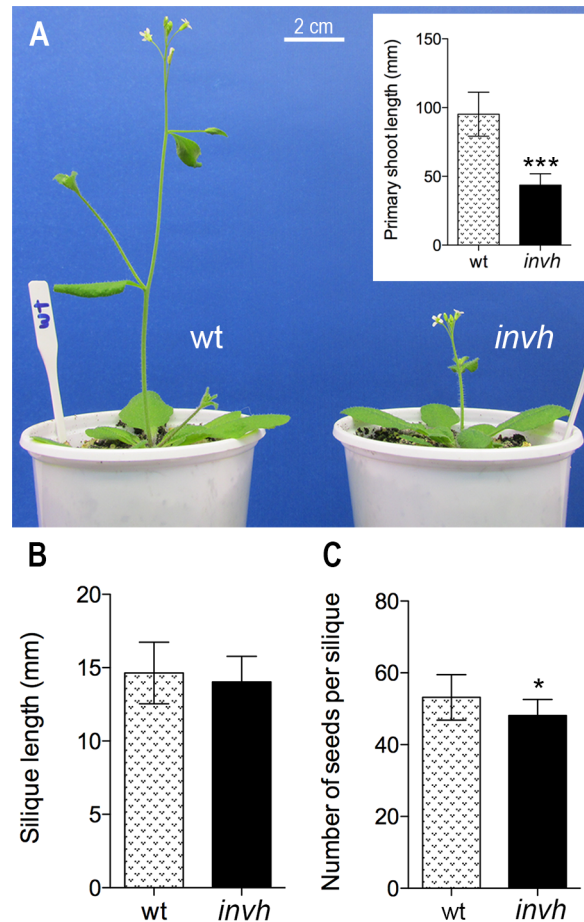 A
2 cm
Primary shoot length (mm)
150
100
50
0
***
wt
invh
wt
wt
invh
B
Silique length (mm)
20
15
10
5
0
wt
invh
C
Number of seeds per silique
80
60
40
20
0
*
wt
invh